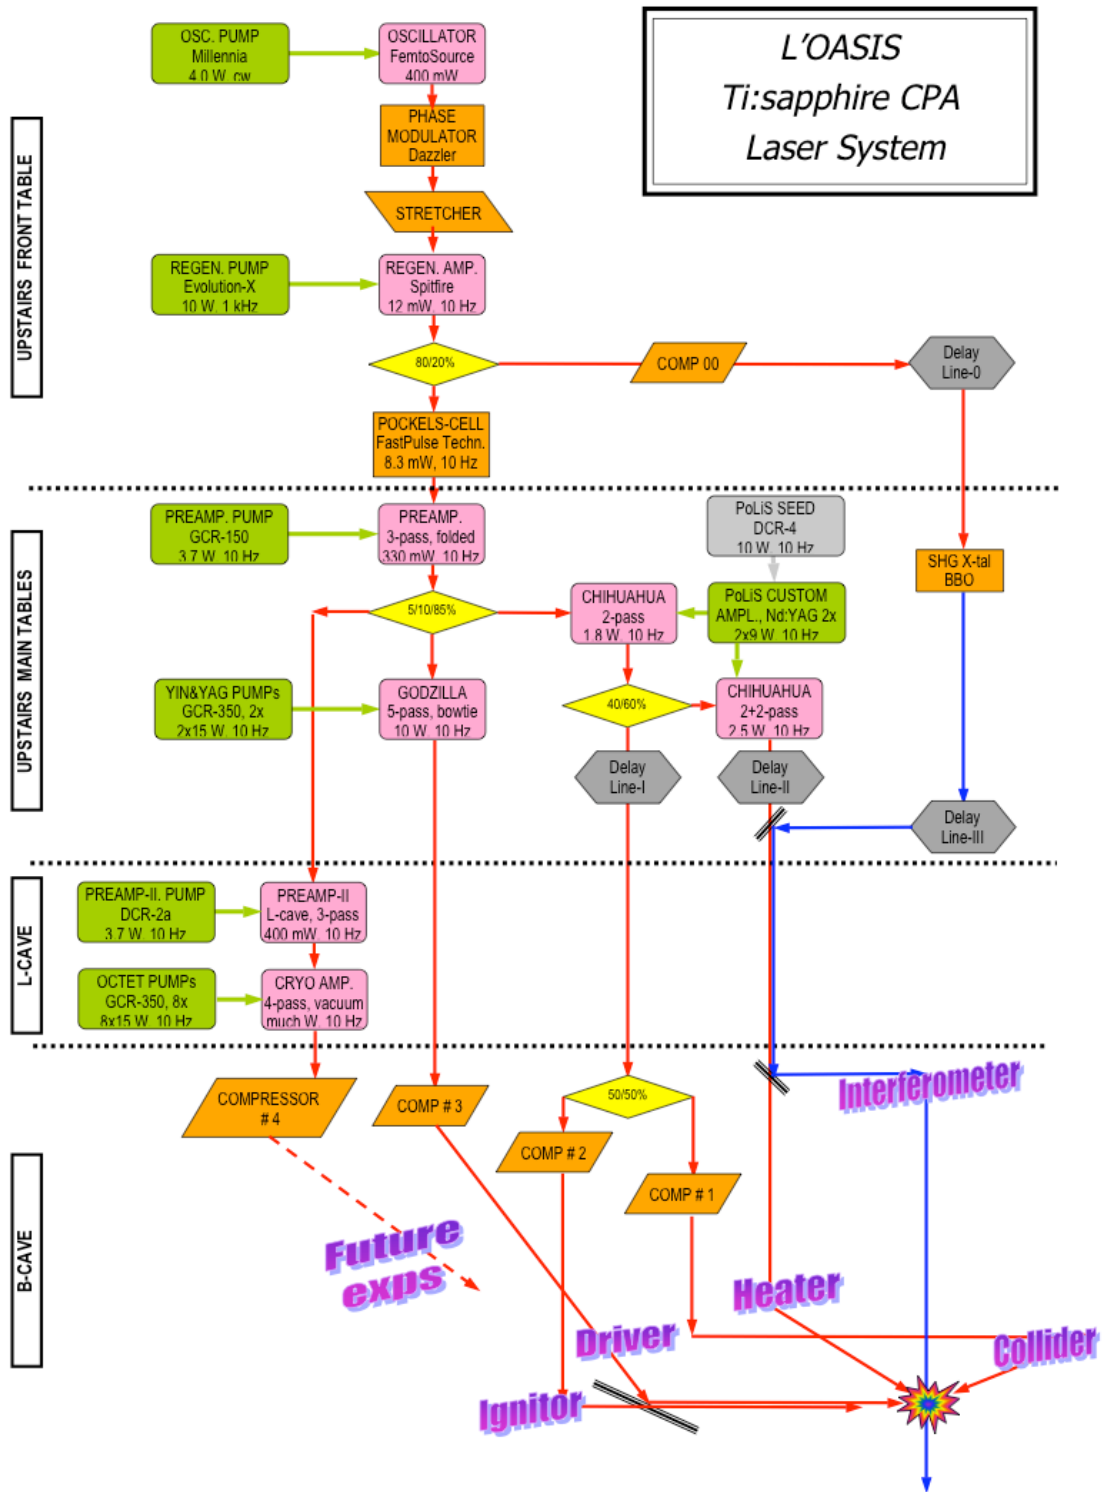 L'OASIS
Ti:sapphire CPA
Laser System
UPSTAIRS FRONT TABLE
OSC. PUMP
Millennia
4.0 W, cw
OSCILLATOR
FemtoSource
400 mW
PHASE
MODULATOR
Dazzler
STRETCHER
REGEN. PUMP
Evolution-X
10 W, 1 kHz
REGEN. AMP.
Spitfire
12 mW, 10 Hz
80/20%
COMP 00
Delay
Line-0
POCKELS-CELL
FastPulse Techn.
8.3 mW, 10 Hz
UPSTAIRS MAIN TABLES
PREAMP. PUMP
GCR-150
3.7 W, 10 Hz
PREAMP.
3-pass, folded
330 mW, 10 Hz
PoLiS SEED
DCR-4
10 W, 10 Hz
SHG X-tal
BBO
5/10/85%
CHIHUAHUA
2-pass
1.8 W, 10 Hz
PoLiS CUSTOM
AMPL., Nd:YAG 2x
2x9 W, 10 Hz
YIN&YAG PUMPs
GCR-350, 2x
2x15 W, 10 Hz
GODZILLA
5-pass, bowtie
10 W, 10 Hz
40/60%
CHIHUAHUA
2+2-pass
2.5 W, 10 Hz
Delay
Line-I
Delay
Line-II
Delay
Line-III
L-CAVE
PREAMP-II. PUMP
DCR-2a
3.7 W, 10 Hz
PREAMP-II
L-cave, 3-pass
400 mW, 10 Hz
OCTET PUMPs
GCR-350, 8x
8x15 W, 10 Hz
CRYO AMP.
4-pass, vacuum
much W, 10 Hz
B-CAVE
COMPRESSOR
# 4
COMP # 3
50/50%
Interferometer
COMP # 2
COMP # 1
Future
exps
Heater
Driver
Collider
Ignitor